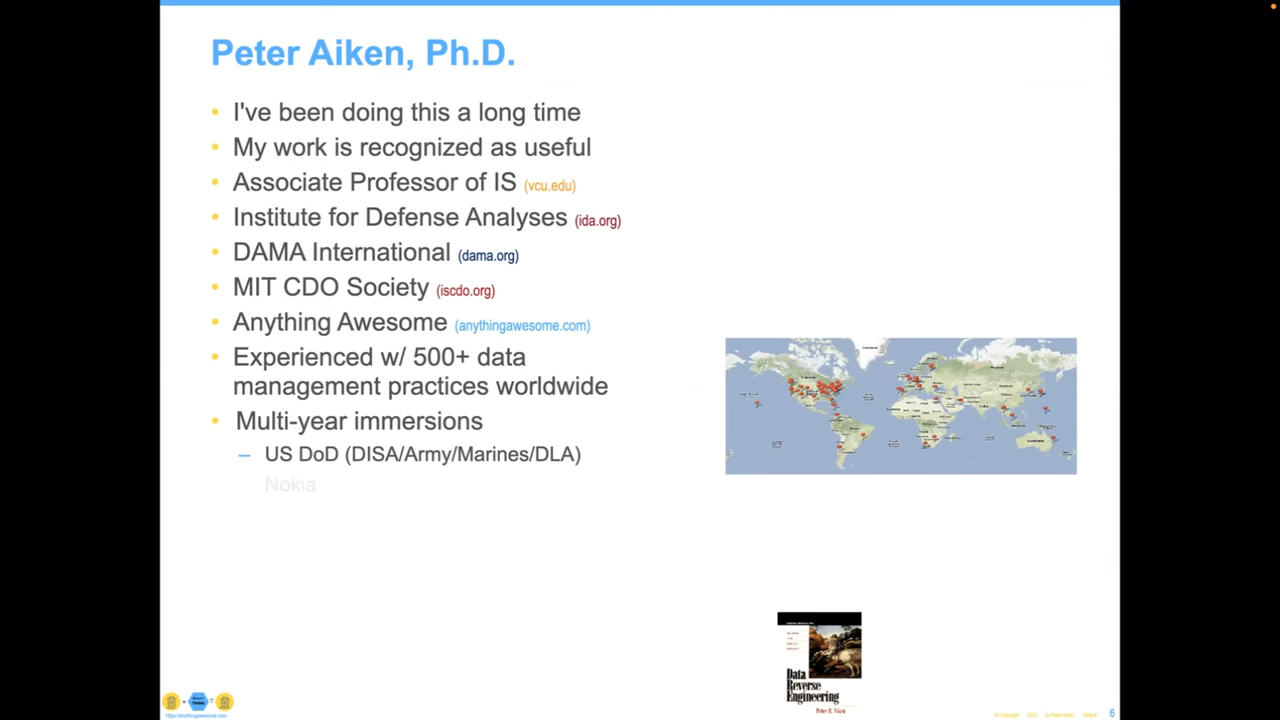 Peter Aiken, Ph.D.
• I've been doing this a long time
• My work is recognized as useful
• Associate Professor of IS (vcu.edu)
• Institute for Defense Analyses (ida.org)
• DAMA International (dama.org)
• MIT CDO Society (iscdo.org)
• Anything Awesome (anythingawesome.com)
• Experienced w/ 500+ data
management practices worldwide
• Multi-year immersions
– US DoD (DISA/Army/Marines/DLA)
Nokia
Data
Reverse
Engineering
Peter H. Aiken
https://anythingawesome.com
6